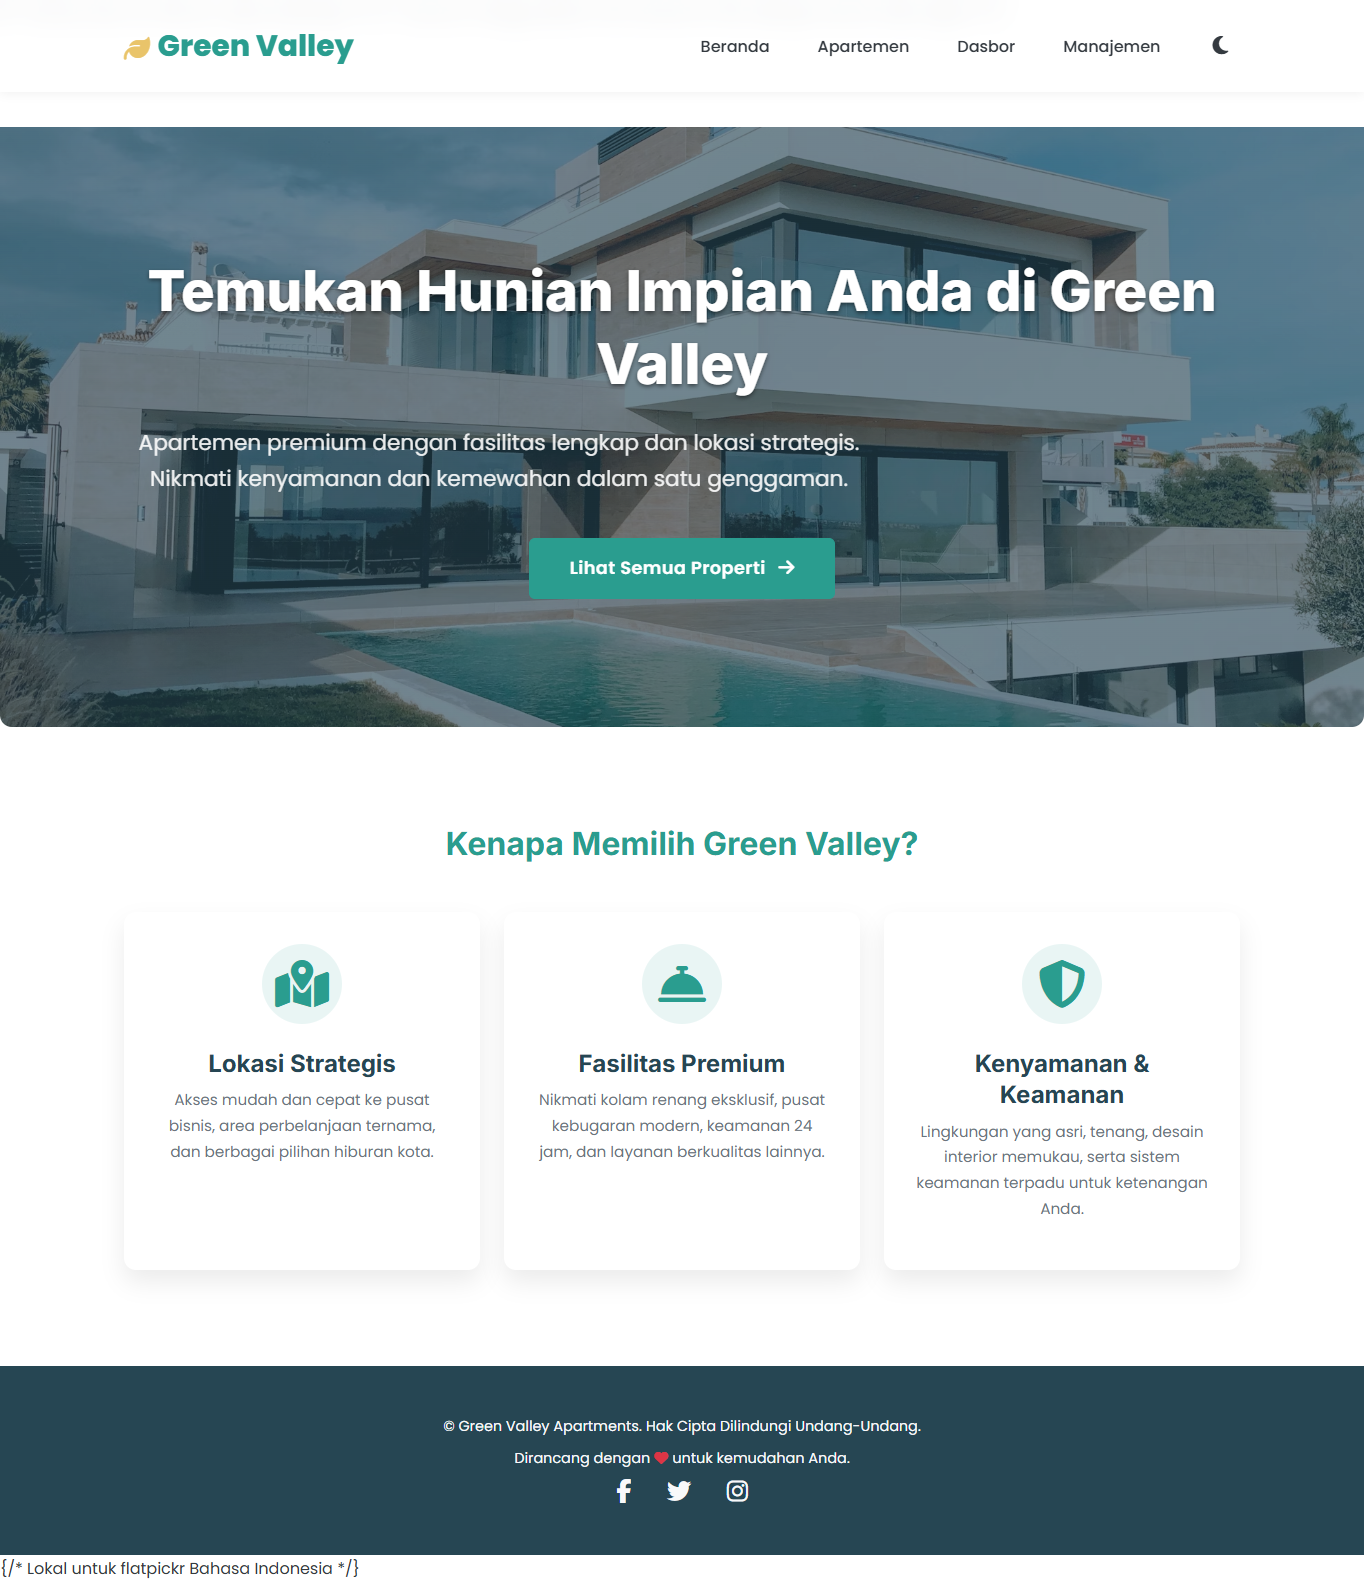 Green Valley
Beranda
Apartemen
Dasbor
Manajemen
Temukan Hunian Impian Anda di Green
Valley
Apartemen premium dengan fasilitas lengkap dan lokasi strategis.
Nikmati kenyamanan dan kemewahan dalam satu genggaman.
Lihat Semua Properti
Kenapa Memilih Green Valley?
Lokasi Strategis
Akses mudah dan cepat ke pusat
bisnis, area perbelanjaan ternama,
dan berbagai pilihan hiburan kota.
Fasilitas Premium
Nikmati kolam renang eksklusif, pusat
kebugaran modern, keamanan 24
jam, dan layanan berkualitas lainnya.
Kenyamanan &
Keamanan
Lingkungan yang asri, tenang, desain
interior memukau, serta sistem
keamanan terpadu untuk ketenangan
Anda.
© Green Valley Apartments. Hak Cipta Dilindungi Undang-Undang.
Dirancang dengan ❤ untuk kemudahan Anda.
{/* Lokal untuk flatpickr Bahasa Indonesia */}